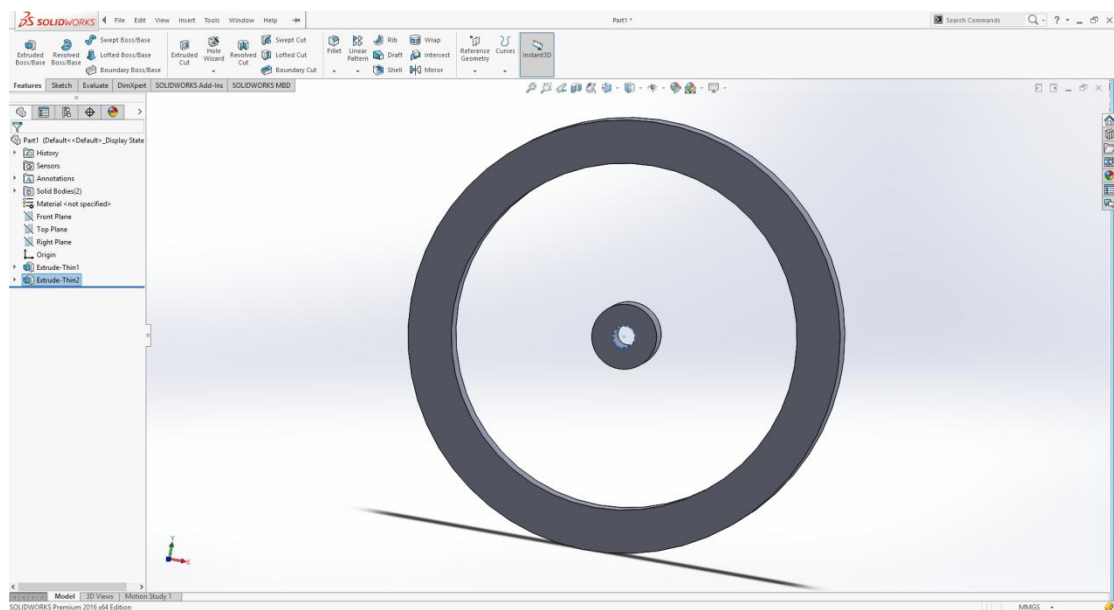 SOLIDWORKS File Edit View Insert Tools Window Help Part1 * Search Commands ?
Extruded Boss/Base
Revolved Boss/Base
Swept Boss/Base
Lofted Boss/Base
Boundary Boss/Base
Extruded Cut
Hole Wizard
Revolved Cut
Swept Cut
Lofted Cut
Boundary Cut
Fillet
Linear Pattern
Rib
Draft
Shell
Wrap
Intersect
Mirror
Reference Geometry
Curves
Instant3D
Features Sketch Evaluate DimXpert SOLIDWORKS Add-Ins SOLIDWORKS MBD
Part1 (Default<<Default>_Display State
History
Sensors
Annotations
Solid Bodies(2)
Material <not specified>
Front Plane
Top Plane
Right Plane
Origin
Extrude-Thin1
Extrude-Thin2
Y
X
Model 3D Views Motion Study 1
SOLIDWORKS Premium 2016 x64 Edition MMGS